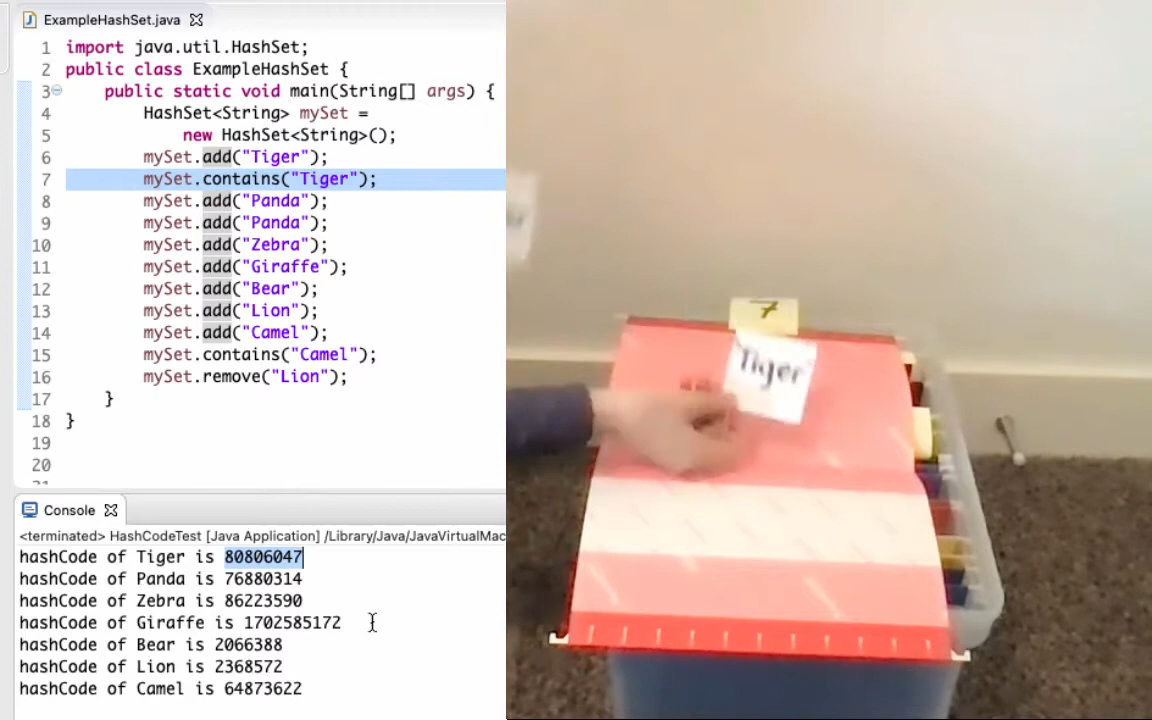 ExampleHashSet.java
1 import java.util.HashSet;
2 public class ExampleHashSet {
3 public static void main(String[] args) {
4 HashSet<String> mySet =
5 new HashSet<String>();
6 mySet.add("Tiger");
7 mySet.contains("Tiger");
8 mySet.add("Panda");
9 mySet.add("Panda");
10 mySet.add("Zebra");
11 mySet.add("Giraffe");
12 mySet.add("Bear");
13 mySet.add("Lion");
14 mySet.add("Camel");
15 mySet.contains("Camel");
16 mySet.remove("Lion");
17 }
18 }
19
20
Console
<terminated> HashCodeTest [Java Application] /Library/Java/JavaVirtualMac
hashCode of Tiger is 80806047
hashCode of Panda is 76880314
hashCode of Zebra is 86223590
hashCode of Giraffe is 1702585172
hashCode of Bear is 2066388
hashCode of Lion is 2368572
hashCode of Camel is 64873622
7
Tiger